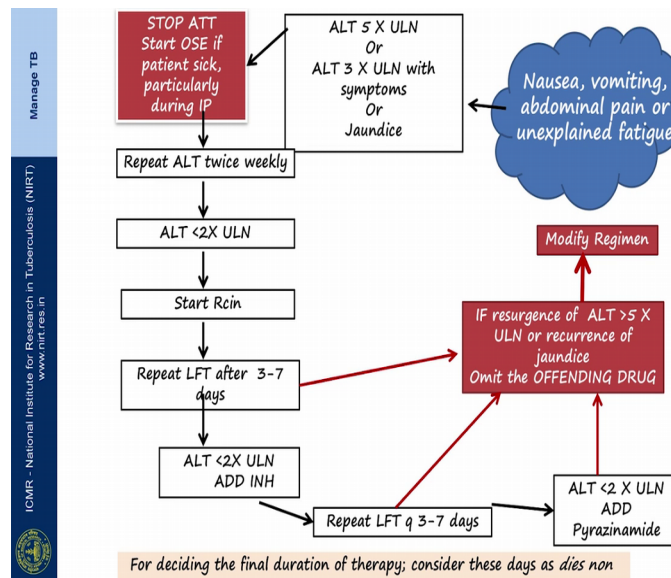 Manage TB
ICMR - National Institute for Research in Tuberculosis (NIRT)
www.nirt.res.in
STOP ATT
Start OSE if
patient sick,
particularly
during IP
ALT 5 X ULN
Or
ALT 3 X ULN with
symptoms
Or
Jaundice
Nausea, vomiting,
abdominal pain or
unexplained fatigue
Repeat ALT twice weekly
ALT <2X ULN
Start Rcin
Repeat LFT after 3-7
days
ALT <2X ULN
ADD INH
Repeat LFT q 3-7 days
ALT <2 X ULN
ADD
Pyrazinamide
IF resurgence of ALT >5 X
ULN or recurrence of
jaundice
Omit the OFFENDING DRUG
Modify Regimen
For deciding the final duration of therapy; consider these days as dies non